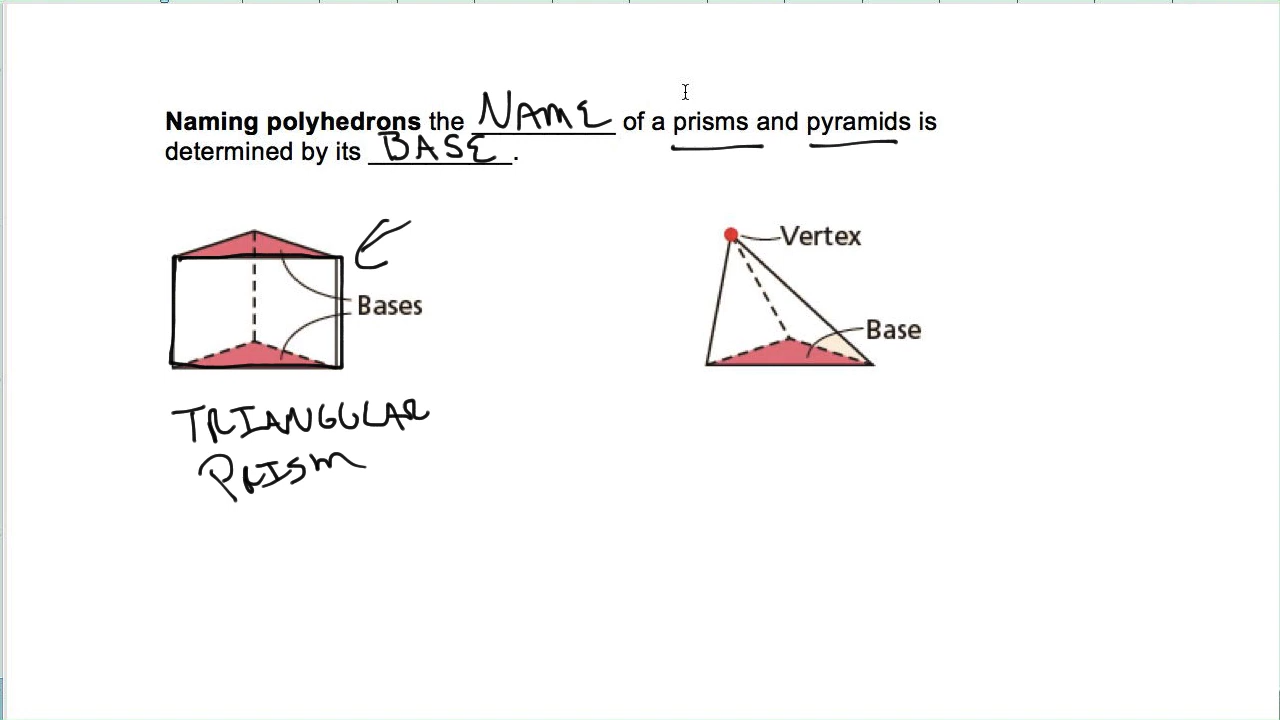 Naming polyhedrons the NAME of a prisms and pyramids is
determined by its BASE.
Vertex
Bases
Base
TRIANGULAR
PRISM